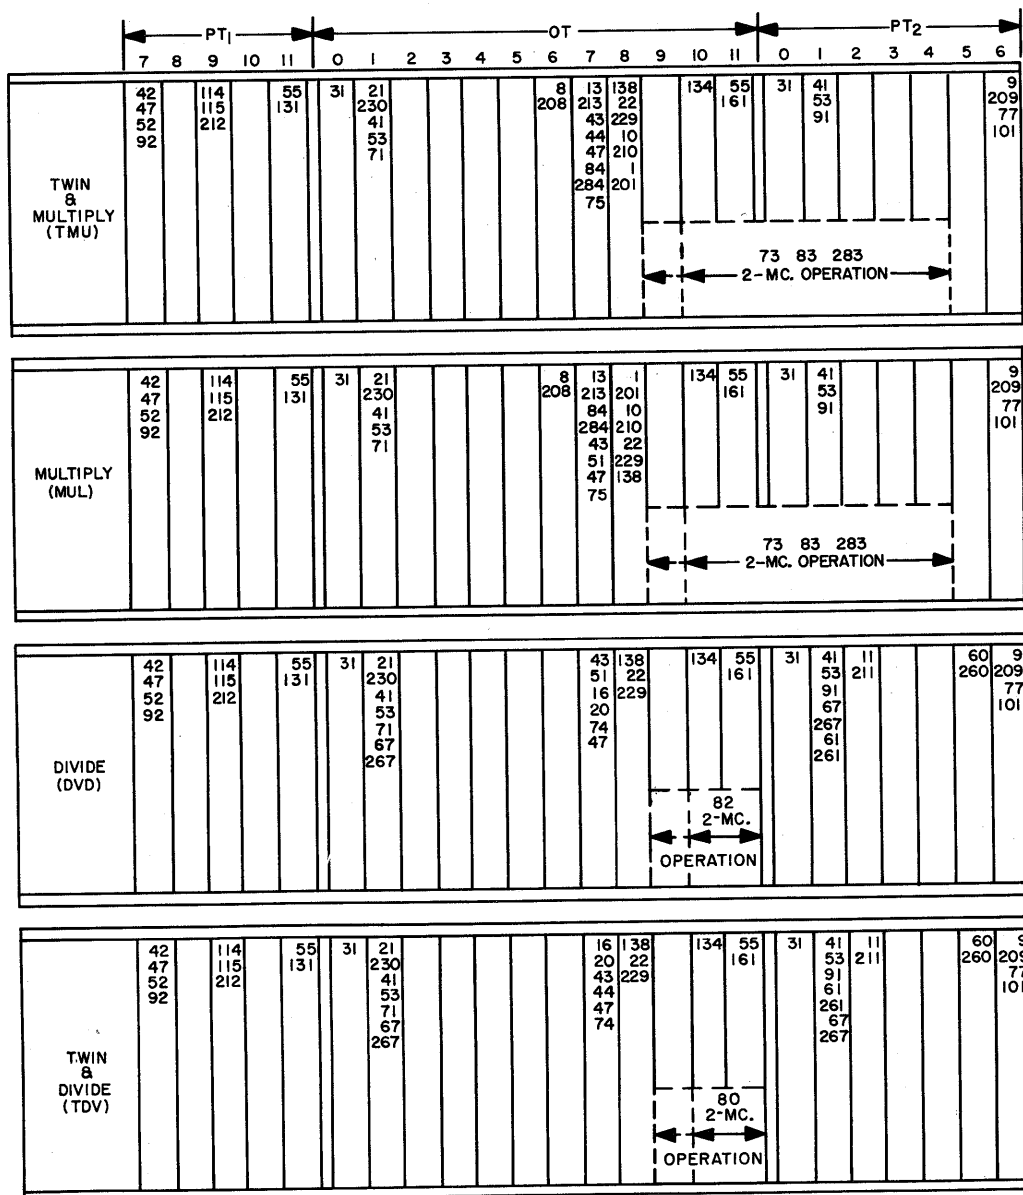 PT1 OT PT2
7 8 9 10 11 0 1 2 3 4 5 6 7 8 9 10 11 0 1 2 3 4 5 6
42 114 55 31 21 8 13 138 134 55 31 41 9
47 115 131 230 208 213 22 161 53 209
52 212 41 43 229 91 77
92 53 44 10 101
71 47 210
84 1
284 201
75
TWIN
&
MULTIPLY
(TMU)
73 83 283
2-MC. OPERATION
42 114 55 31 21 8 13 1 134 55 31 41 9
47 115 131 230 208 213 201 161 53 209
52 212 41 84 10 91 77
92 53 284 210 101
71 43 22
51 229
47 138
75
MULTIPLY
(MUL)
73 83 283
2-MC. OPERATION
42 114 55 31 21 43 138 134 55 31 41 11 60 9
47 115 131 230 51 22 161 53 211 260 209
52 212 41 16 229 91 77
92 53 20 67 101
71 74 267
67 47 61
267 261
DIVIDE
(DVD)
82
2-MC.
OPERATION
42 114 55 31 21 16 138 134 55 31 41 11 60 9
47 115 131 230 20 22 161 53 211 260 209
52 212 41 43 229 91 77
92 53 44 61 101
71 47 261
67 74 67
267 267
TWIN
&
DIVIDE
(TDV)
80
2-MC.
OPERATION